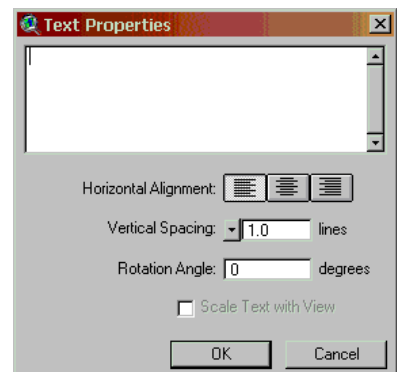 Text Properties
Horizontal Alignment:
Vertical Spacing: 1.0 lines
Rotation Angle: 0 degrees
Scale Text with View
OK Cancel